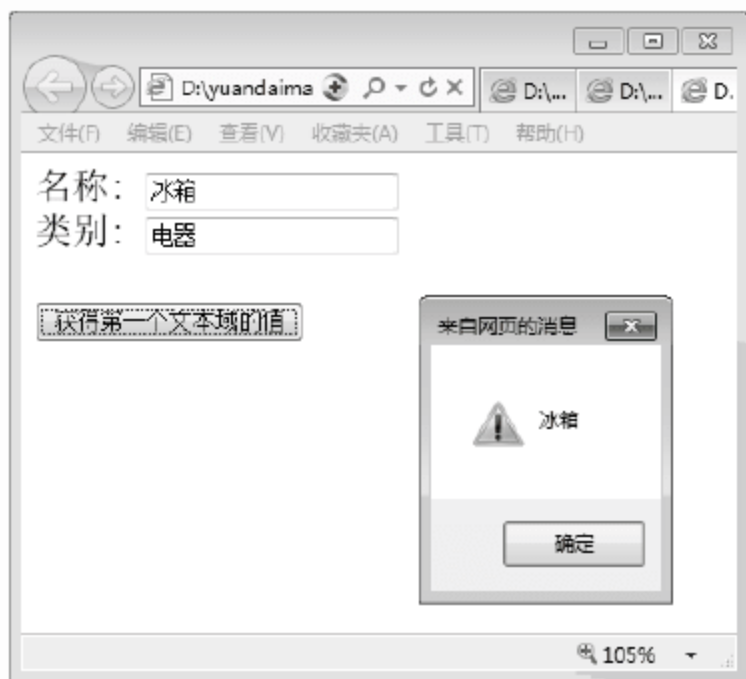 D:\yuandaima
D:\...
D:\...
D.
文件(F) 编辑(E) 查看(V) 收藏夹(A) 工具(T) 帮助(H)
名称： 冰箱
类别： 电器
获得第一个文本域的值
来自网页的消息
冰箱
确定
105%